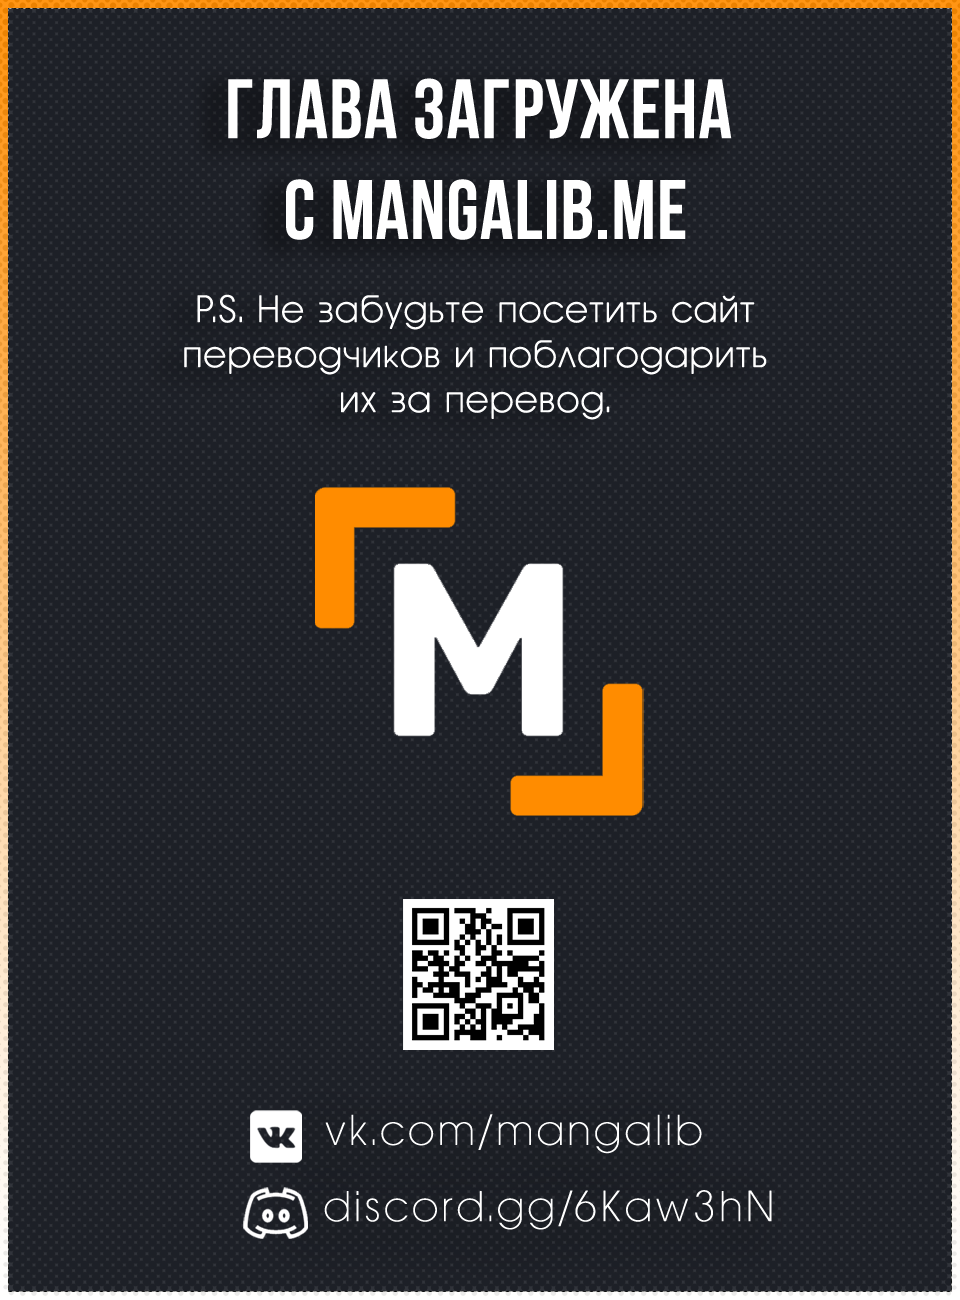 ГЛАВА ЗАГРУЖЕНА
С MANGALIB.ME
P.S. Не забудьте посетить сайт
переводчиков и поблагодарить
их за перевод.
M
vk.com/mangalib
discord.gg/6Kaw3hN